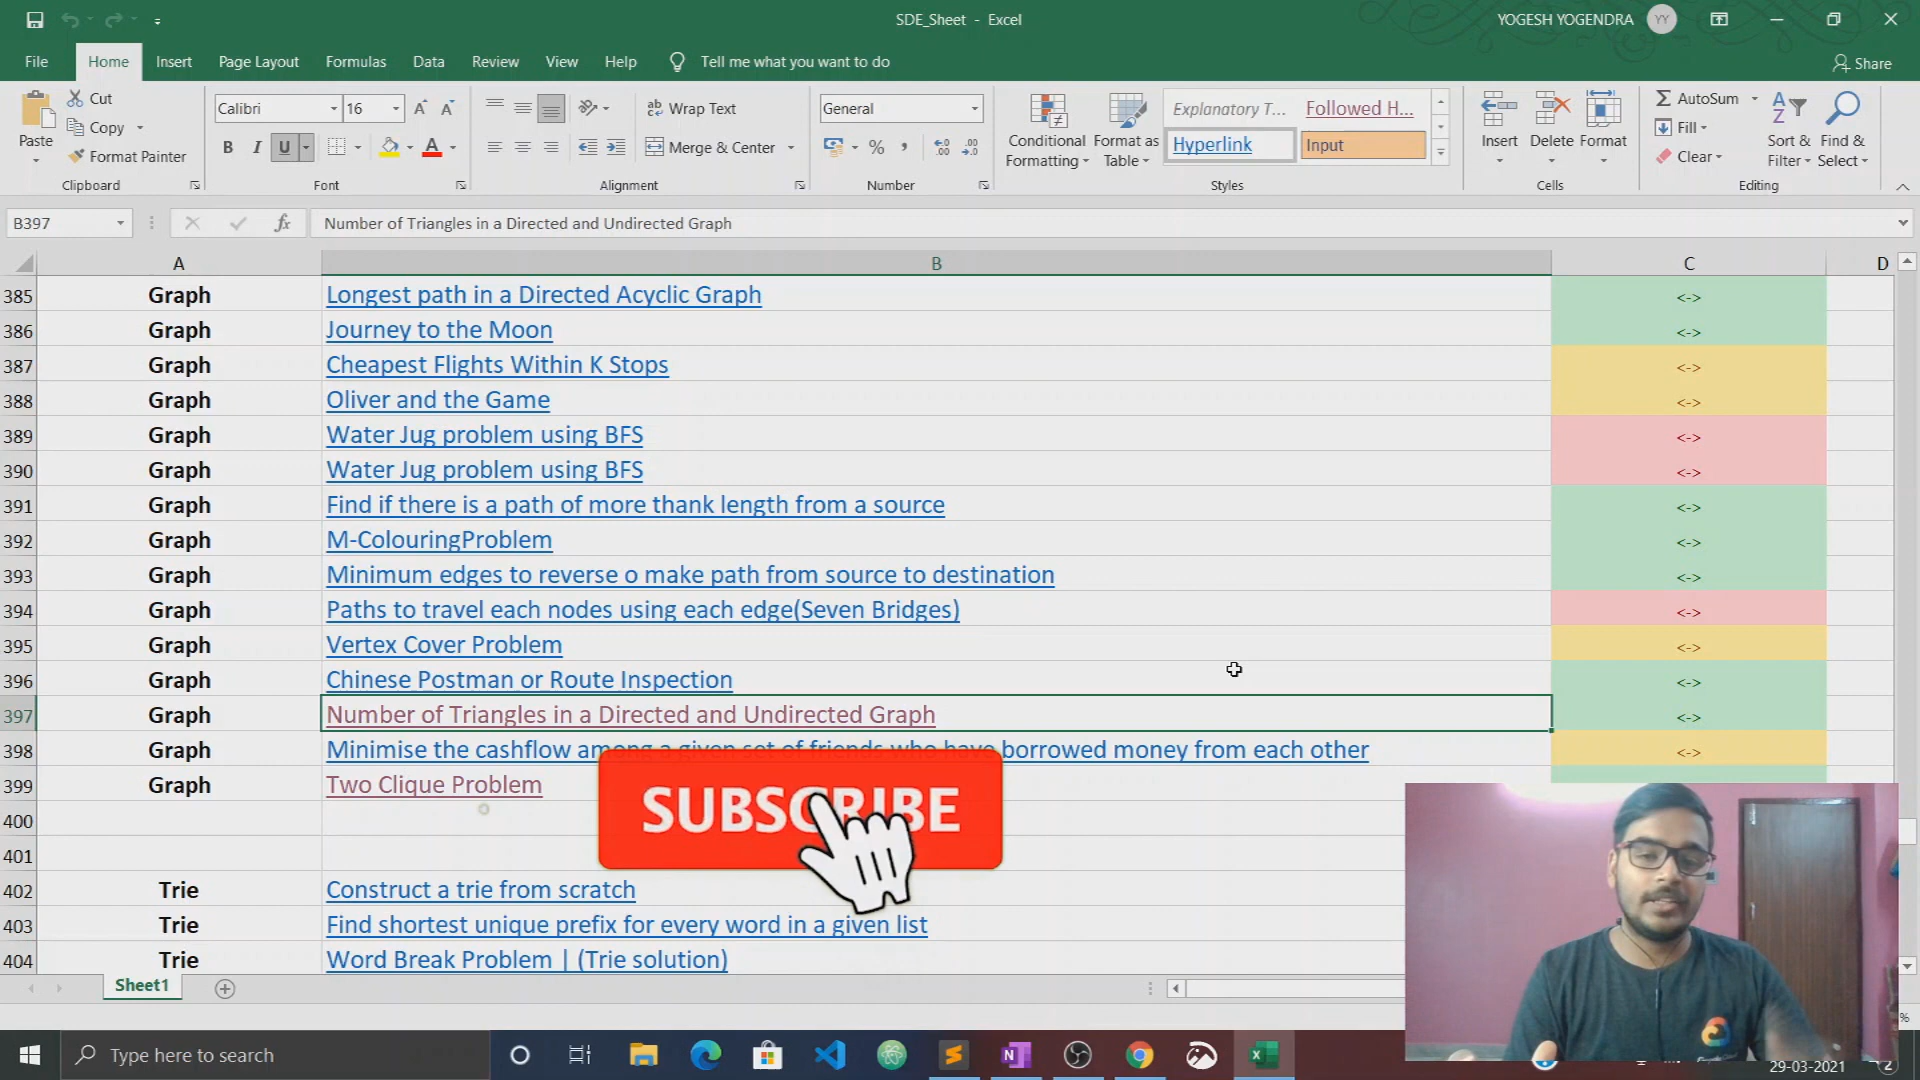 SDE_Sheet - Excel
YOGESH YOGENDRA
YY
File
Home
Insert
Page Layout
Formulas
Data
Review
View
Help
Tell me what you want to do
Share
Paste
Cut
Copy
Format Painter
Clipboard
Calibri
16
B I U
Font
Wrap Text
Merge & Center
Alignment
General
Number
Conditional Formatting
Format as Table
Explanatory T...
Followed H...
Hyperlink
Input
Styles
Insert
Delete
Format
Cells
AutoSum
Fill
Clear
Sort & Filter
Find & Select
Editing
B397
fx
Number of Triangles in a Directed and Undirected Graph
A B C D
385 Graph Longest path in a Directed Acyclic Graph <->
386 Graph Journey to the Moon <->
387 Graph Cheapest Flights Within K Stops <->
388 Graph Oliver and the Game <->
389 Graph Water Jug problem using BFS <->
390 Graph Water Jug problem using BFS <->
391 Graph Find if there is a path of more thank length from a source <->
392 Graph M-ColouringProblem <->
393 Graph Minimum edges to reverse o make path from source to destination <->
394 Graph Paths to travel each nodes using each edge(Seven Bridges) <->
395 Graph Vertex Cover Problem <->
396 Graph Chinese Postman or Route Inspection <->
397 Graph Number of Triangles in a Directed and Undirected Graph <->
398 Graph Minimise the cashflow among a given set of friends who have borrowed money from each other <->
399 Graph Two Clique Problem
SUBSCRIBE
400
401
402 Trie Construct a trie from scratch
403 Trie Find shortest unique prefix for every word in a given list
404 Trie Word Break Problem | (Trie solution)
Sheet1
%
Type here to search
29-03-2021
2